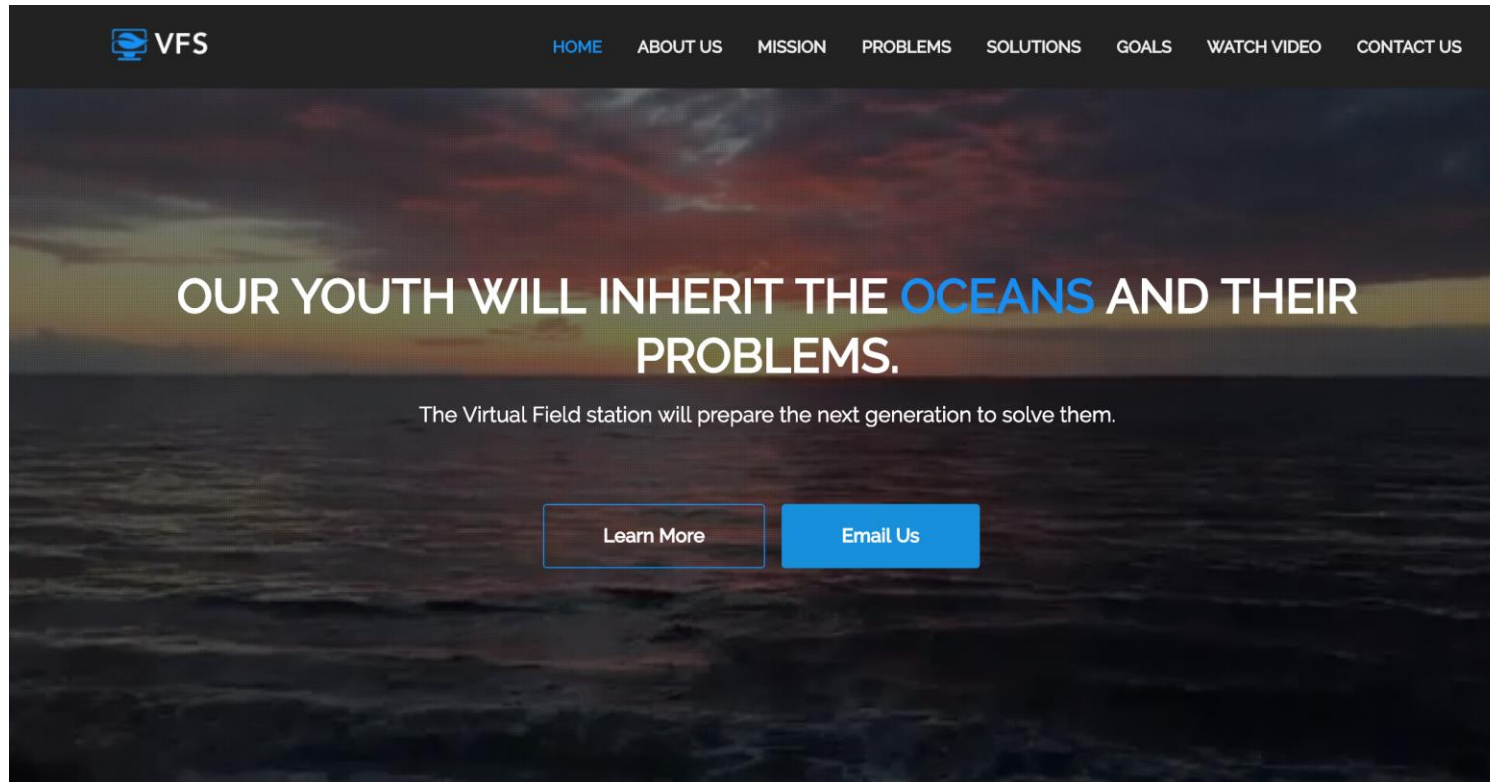 VFS
HOME ABOUT US MISSION PROBLEMS SOLUTIONS GOALS WATCH VIDEO CONTACT US
OUR YOUTH WILL INHERIT THE OCEANS AND THEIR
PROBLEMS.
The Virtual Field station will prepare the next generation to solve them.
Learn More Email Us